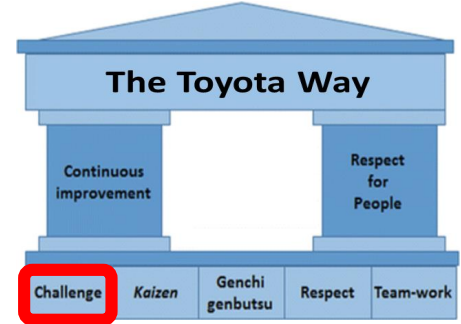 The Toyota Way
Continuous
improvement
Respect
for
People
Challenge
Kaizen
Genchi
genbutsu
Respect
Team-work